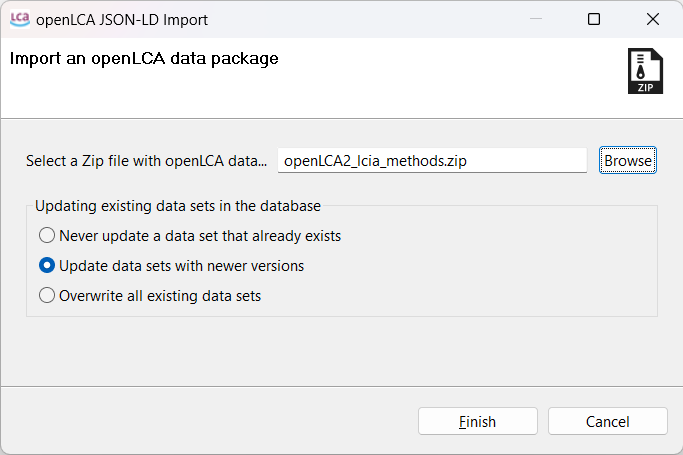 LCA openLCA JSON-LD Import
Import an openLCA data package
ZIP
Select a Zip file with openLCA data... openLCA2_lcia_methods.zip Browse
Updating existing data sets in the database
Never update a data set that already exists
Update data sets with newer versions
Overwrite all existing data sets
Finish Cancel